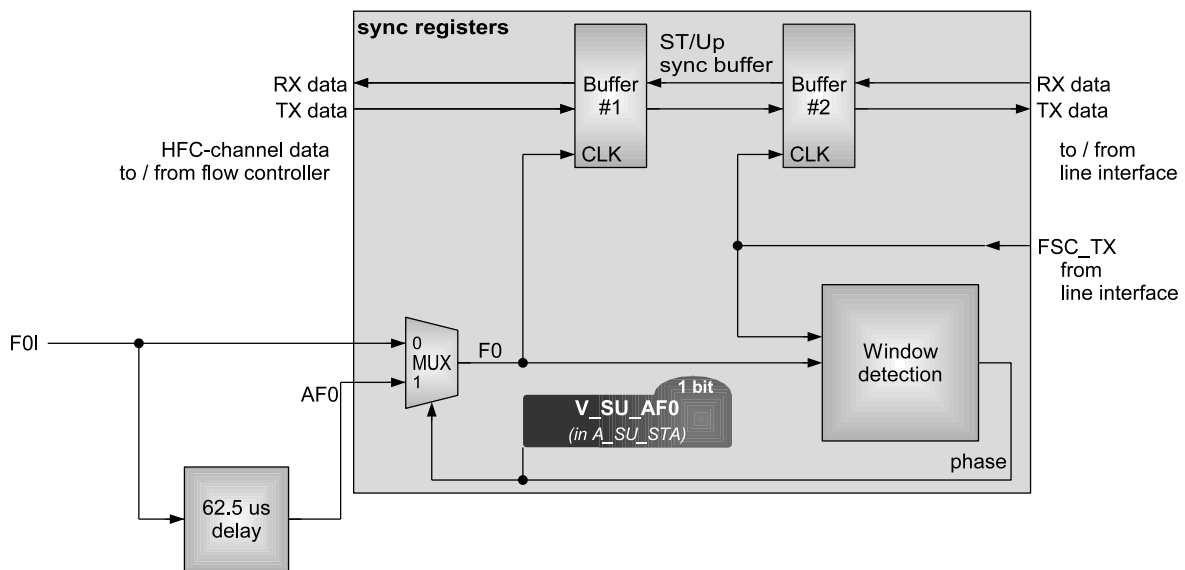 sync registers
ST/Up
sync buffer
RX data
TX data
HFC-channel data
to / from flow controller
Buffer
#1
CLK
Buffer
#2
CLK
RX data
TX data
to / from
line interface
FSC_TX
from
line interface
F0I
AF0
0
MUX
1
F0
Window
detection
1 bit
V_SU_AF0
(in A_SU_STA)
phase
62.5 us
delay